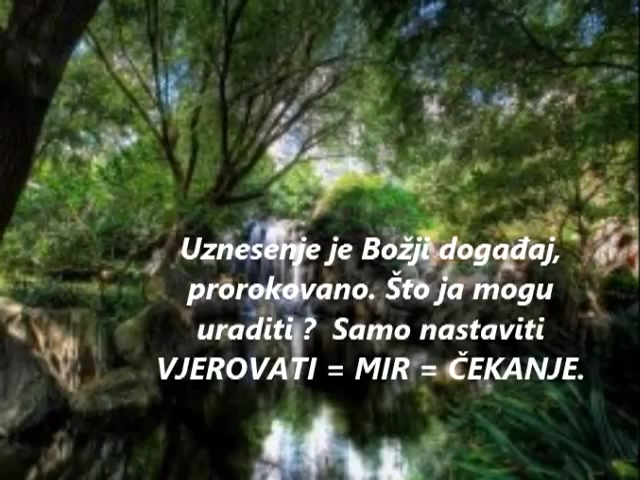 Uznesenje je Božji događaj,
prorokovano. Što ja mogu
uraditi ? Samo nastaviti
VJEROVATI = MIR = ČEKANJE.